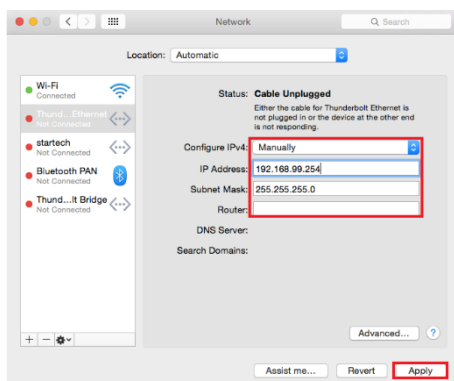 Network
Search
Location: Automatic
Wi-Fi
Connected
Thund...Ethernet
Not Connected
startech
Not Connected
Bluetooth PAN
Not Connected
Thund...lt Bridge
Not Connected
Status: Cable Unplugged
Either the cable for Thunderbolt Ethernet is
not plugged in or the device at the other end
is not responding.
Configure IPv4: Manually
IP Address: 192.168.99.254
Subnet Mask: 255.255.255.0
Router:
DNS Server:
Search Domains:
Advanced... ?
Assist me... Revert Apply